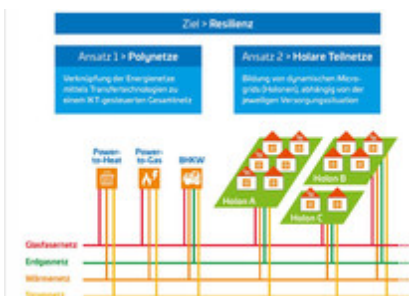 Ziel > Resilienz
Ansatz 1 > Polynetze
Verknüpfung der Energienetze
mittels Transfertechnologien zu
einem IKT-gesteuerten Gesamtnetz
Ansatz 2 > Holare Teilnetze
Bildung von dynamischen Micro-
grids (Holonen), abhängig von der
jeweiligen Versorgungssituation
Power-
to-Heat
Power-
to-Gas
BHKW
Holon A
Holon B
Holon C
Glasfasernetz
Erdgasnetz
Wärmenetz